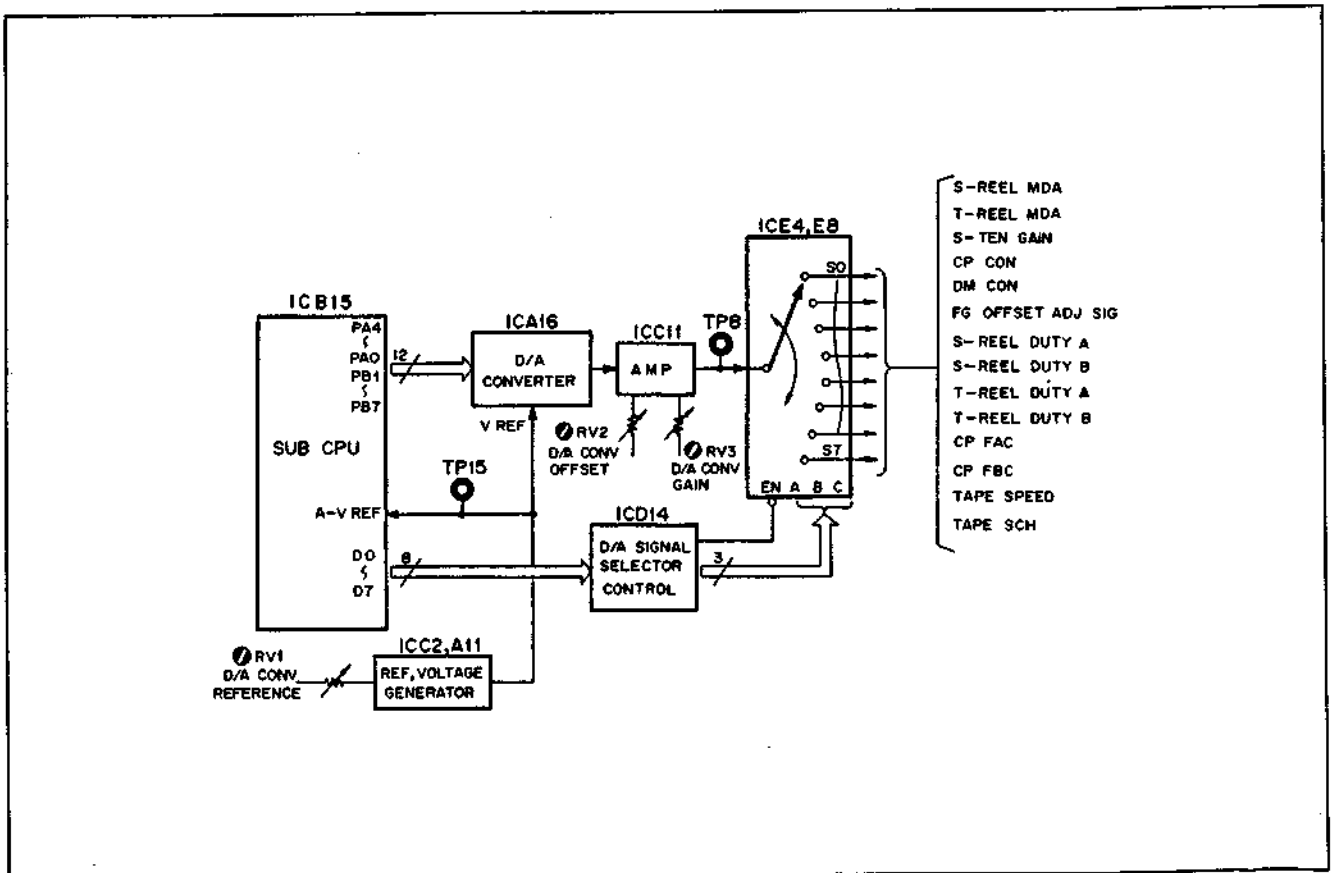 ICB15
PA4
PA0
PB1
PB7
SUB CPU
A-V REF
D0
D7
12
8
ICA16
D/A
CONVERTER
V REF
TP15
ICC11
AMP
RV2
D/A CONV
OFFSET
RV3
D/A CONV
GAIN
TP8
ICE4,E8
S0
S7
EN A B C
ICD14
D/A SIGNAL
SELECTOR
CONTROL
3
ICC2,A11
REF,VOLTAGE
GENERATOR
RV1
D/A CONV
REFERENCE
S-REEL MDA
T-REEL MDA
S-TEN GAIN
CP CON
DM CON
FG OFFSET ADJ SIG
S-REEL DUTY A
S-REEL DUTY B
T-REEL DUTY A
T-REEL DUTY B
CP FAC
CP FBC
TAPE SPEED
TAPE SCH